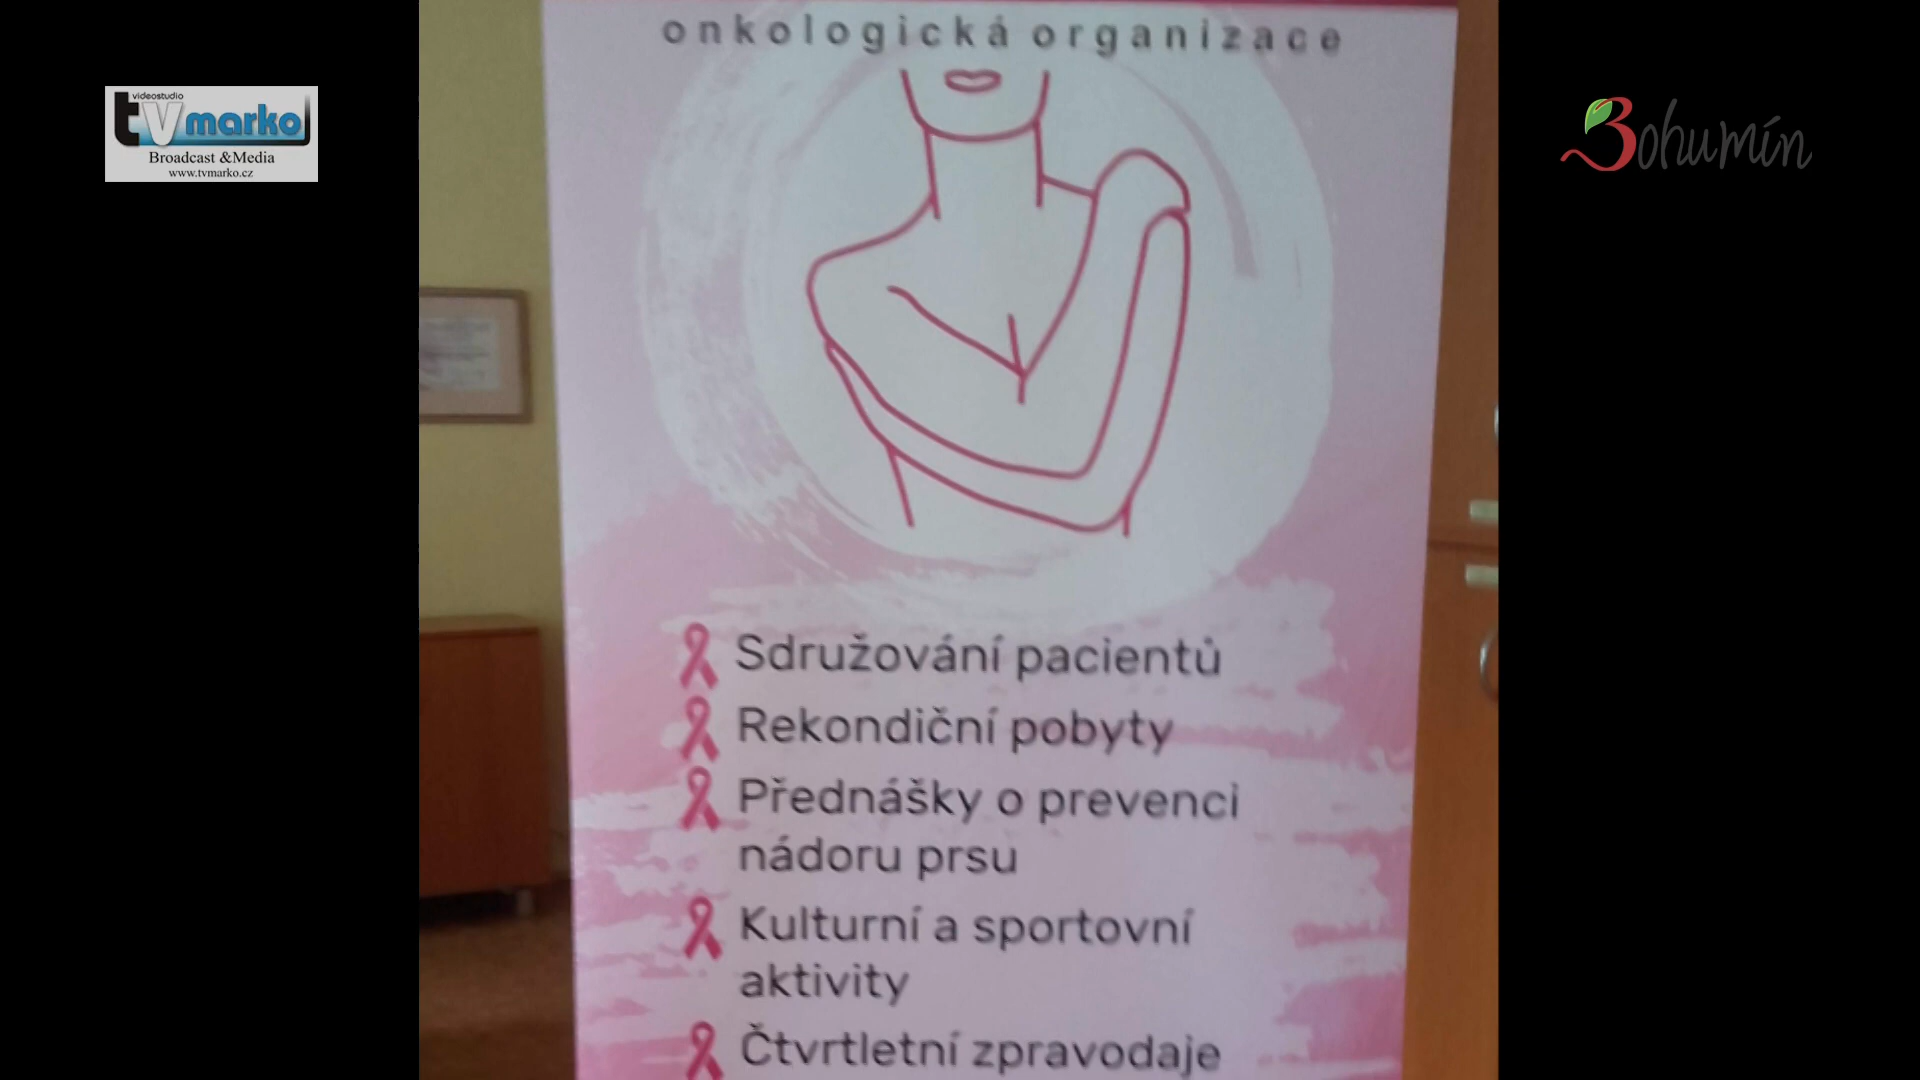 onkologická organizace
videostudio
tvmarko
Broadcast &Media
www.tvmarko.cz
Bohumín
Sdružování pacientů
Rekondiční pobyty
Přednášky o prevenci
nádoru prsu
Kulturní a sportovní
aktivity
Čtvrtletní zpravodaje